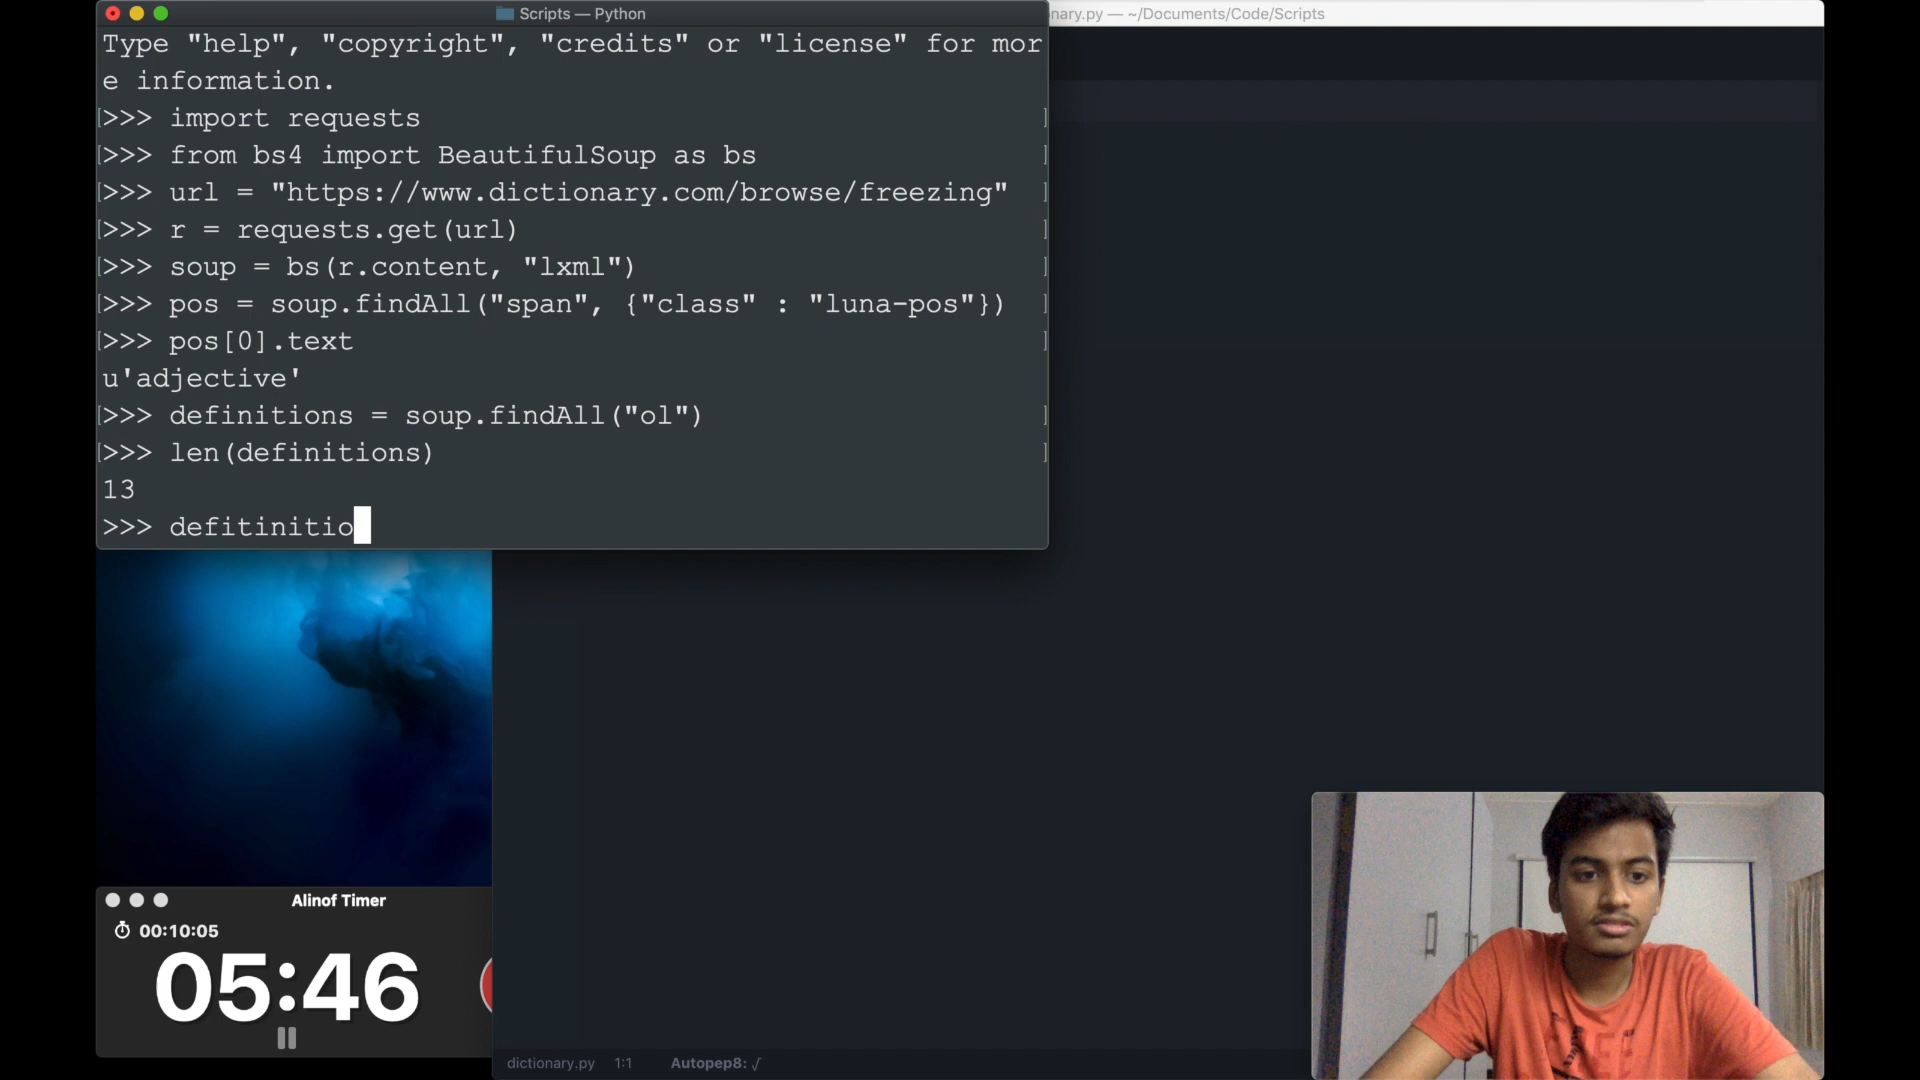 Scripts — Python
nary.py — ~/Documents/Code/Scripts
Type "help", "copyright", "credits" or "license" for mor
e information.
[>>> import requests ]
[>>> from bs4 import BeautifulSoup as bs ]
[>>> url = "https://www.dictionary.com/browse/freezing" ]
[>>> r = requests.get(url) ]
[>>> soup = bs(r.content, "lxml") ]
[>>> pos = soup.findAll("span", {"class" : "luna-pos"}) ]
[>>> pos[0].text ]
u'adjective'
[>>> definitions = soup.findAll("ol") ]
[>>> len(definitions) ]
13
>>> defitinitio
Alinof Timer
00:10:05
05:46
dictionary.py 1:1 Autopep8: √